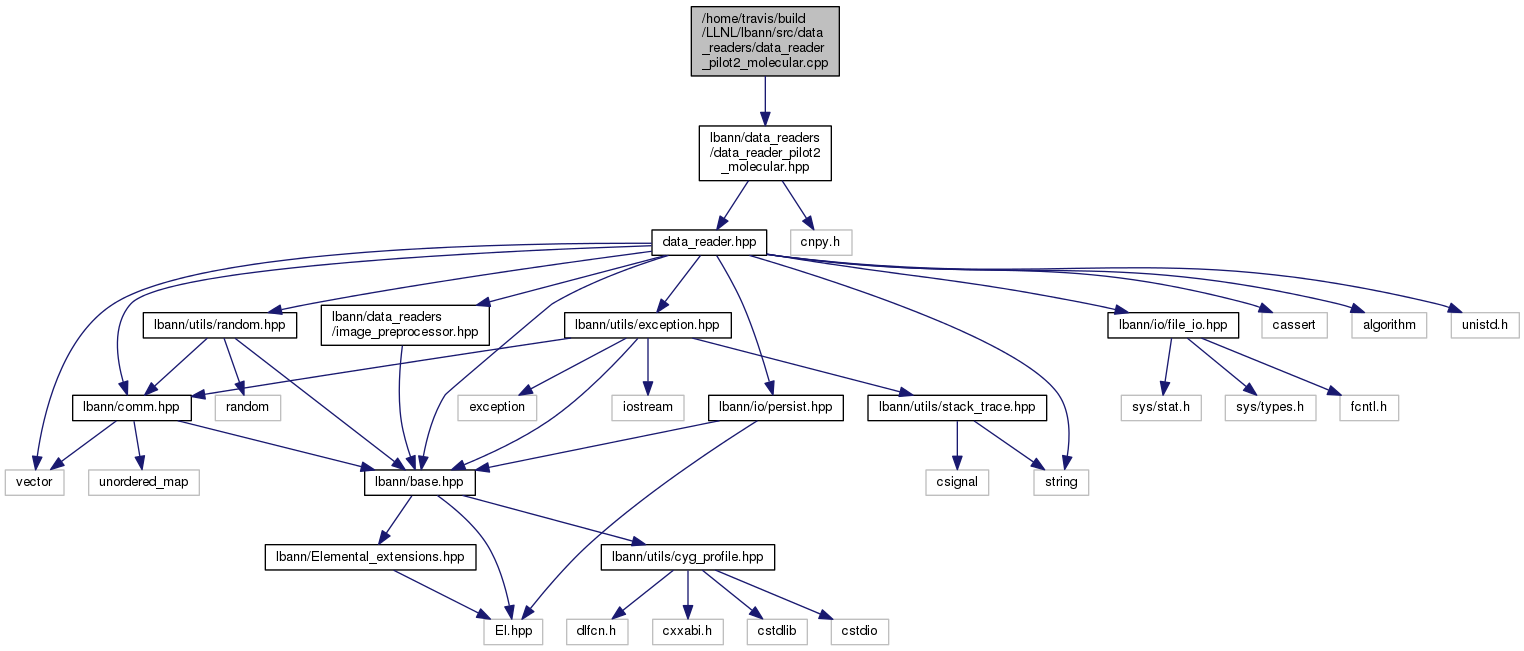 /home/travis/build
/LLNL/lbann/src/data
_readers/data_reader
_pilot2_molecular.cpp
lbann/data_readers
/data_reader_pilot2
_molecular.hpp
data_reader.hpp
cnpy.h
lbann/utils/random.hpp
lbann/data_readers
/image_preprocessor.hpp
lbann/utils/exception.hpp
lbann/io/file_io.hpp
cassert
algorithm
unistd.h
lbann/comm.hpp
random
exception
iostream
lbann/io/persist.hpp
lbann/utils/stack_trace.hpp
sys/stat.h
sys/types.h
fcntl.h
vector
unordered_map
lbann/base.hpp
csignal
string
lbann/Elemental_extensions.hpp
lbann/utils/cyg_profile.hpp
El.hpp
dlfcn.h
cxxabi.h
cstdlib
cstdio